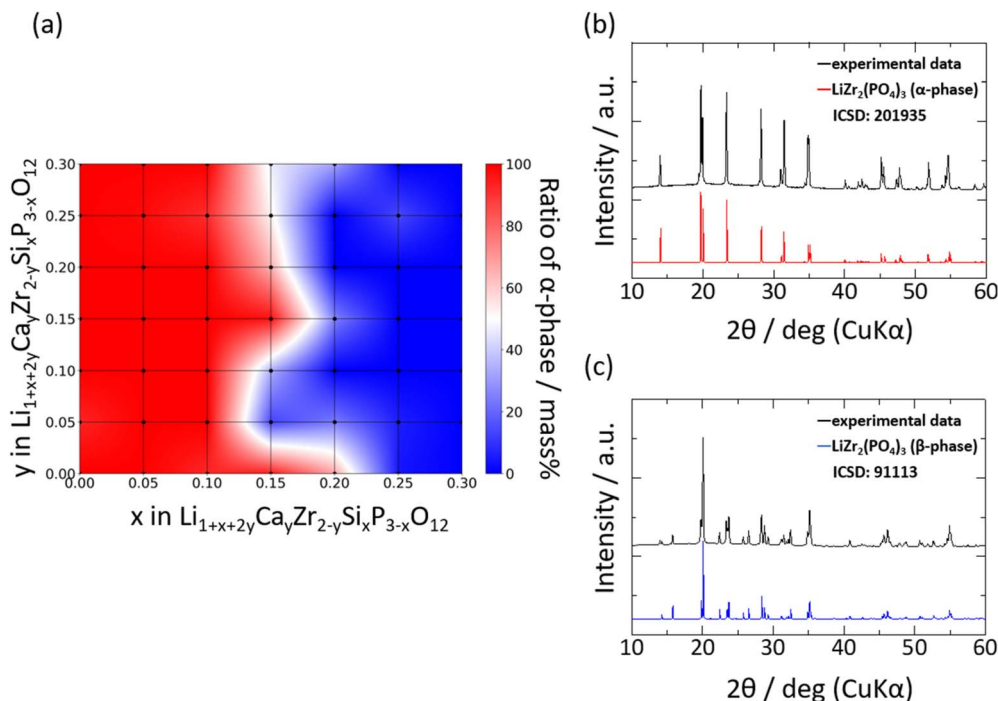 (a)
y in Li1+x+2yCayZr2-ySixP3-xO12
0.30
0.25
0.20
0.15
0.10
0.05
0.00
0.00 0.05 0.10 0.15 0.20 0.25 0.30
x in Li1+x+2yCayZr2-ySixP3-xO12
100
80
60
40
20
0
Ratio of α-phase / mass%
(b)
Intensity / a.u.
experimental data
LiZr2(PO4)3 (α-phase)
ICSD: 201935
10 20 30 40 50 60
2θ / deg (CuKα)
(c)
Intensity / a.u.
experimental data
LiZr2(PO4)3 (β-phase)
ICSD: 91113
10 20 30 40 50 60
2θ / deg (CuKα)